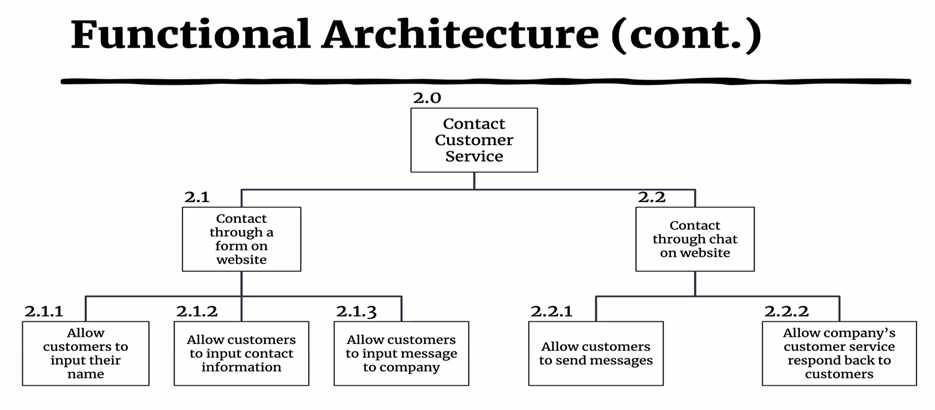 Functional Architecture (cont.)
2.0
Contact
Customer
Service
2.1
Contact
through a
form on
website
2.2
Contact
through chat
on website
2.1.1
Allow
customers to
input their
name
2.1.2
Allow customers
to input contact
information
2.1.3
Allow customers
to input message
to company
2.2.1
Allow customers
to send messages
2.2.2
Allow company's
customer service
respond back to
customers